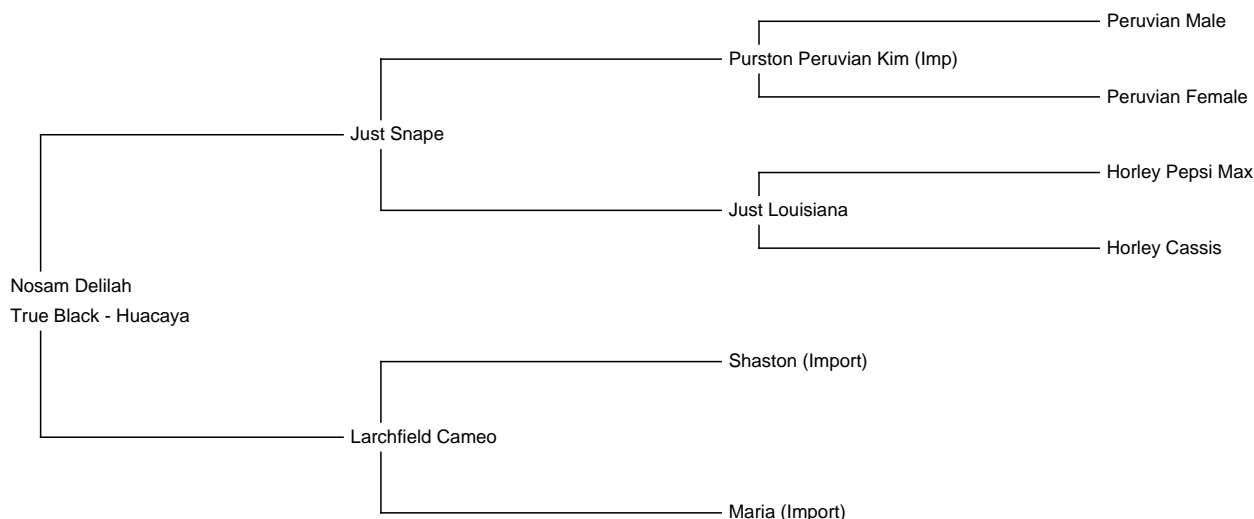 Peruvian Male
Purston Peruvian Kim (Imp)
Peruvian Female
Just Snape
Horley Pepsi Max
Just Louisiana
Horley Cassis
Nosam Delilah
True Black - Huacaya
Shaston (Import)
Larchfield Cameo
Maria (Import)